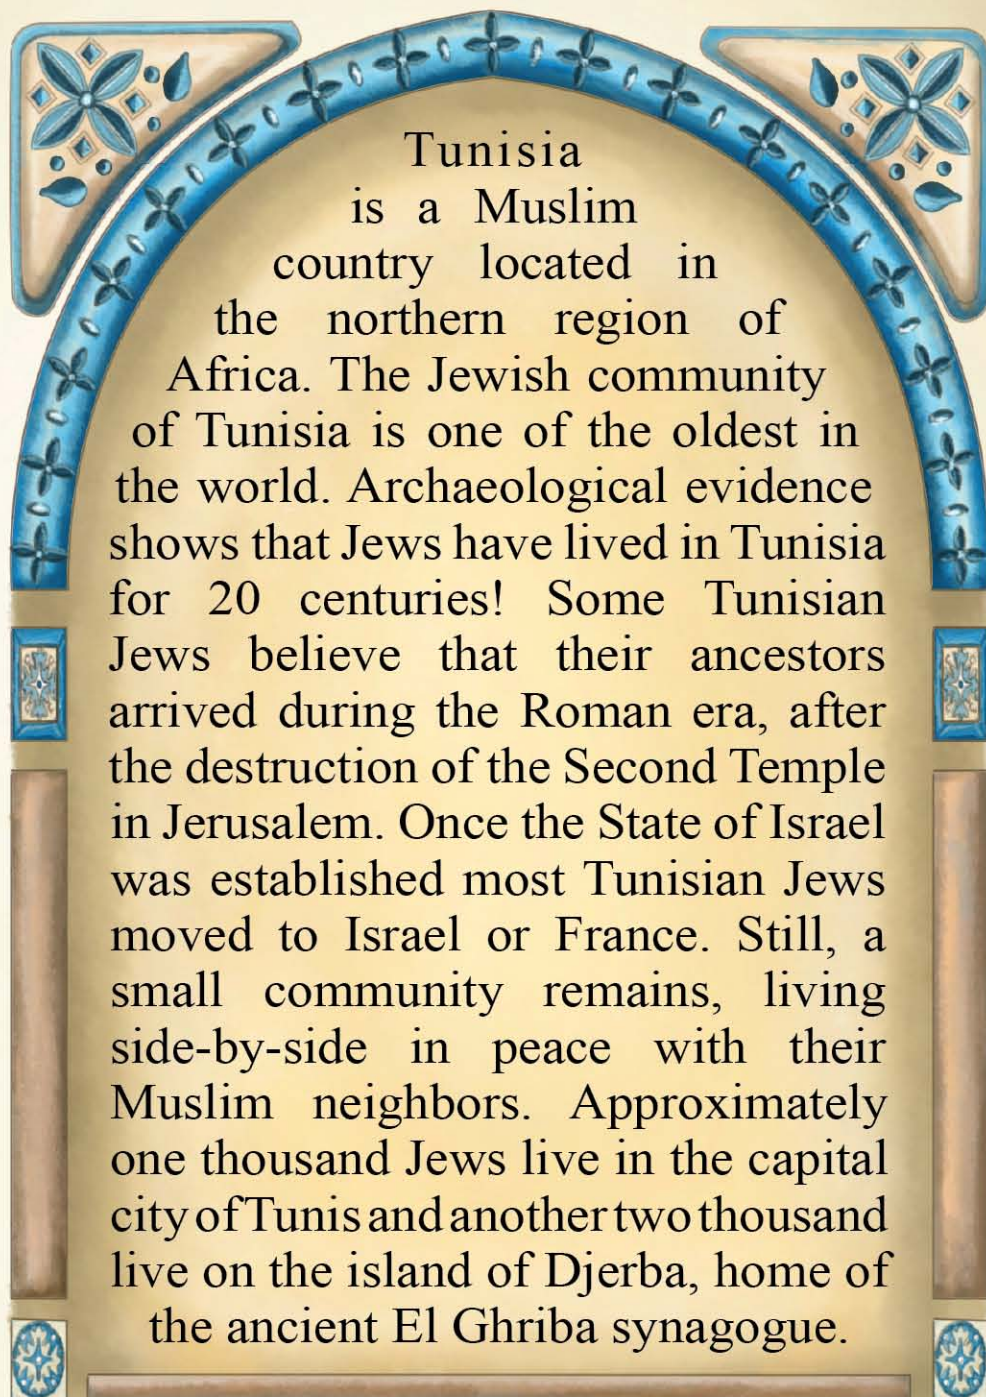 Tunisia
is a Muslim
country located in
the northern region of
Africa. The Jewish community
of Tunisia is one of the oldest in
the world. Archaeological evidence
shows that Jews have lived in Tunisia
for 20 centuries! Some Tunisian
Jews believe that their ancestors
arrived during the Roman era, after
the destruction of the Second Temple
in Jerusalem. Once the State of Israel
was established most Tunisian Jews
moved to Israel or France. Still, a
small community remains, living
side-by-side in peace with their
Muslim neighbors. Approximately
one thousand Jews live in the capital
city of Tunis and another two thousand
live on the island of Djerba, home of
the ancient El Ghriba synagogue.